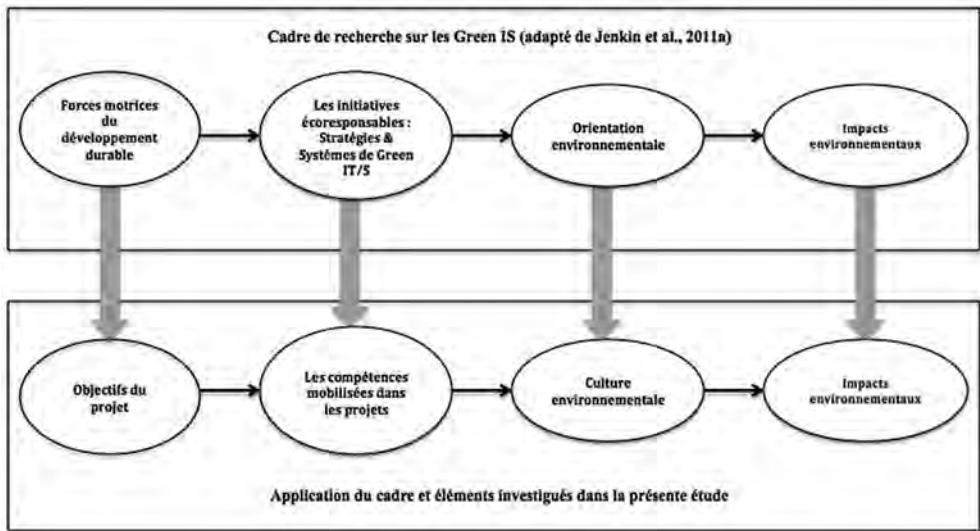 Cadre de recherche sur les Green IS (adapté de Jenkin et al., 2011a)
Forces motrices
du
développement
durable
Les initiatives
écoresponsables :
Stratégies &
Systèmes de Green
IT/S
Orientation
environnementale
Impacts
environnementaux
Objectifs du
projet
Les compétences
mobilisées dans
les projets
Culture
environnementale
Impacts
environnementaux
Application du cadre et éléments investigués dans la présente étude